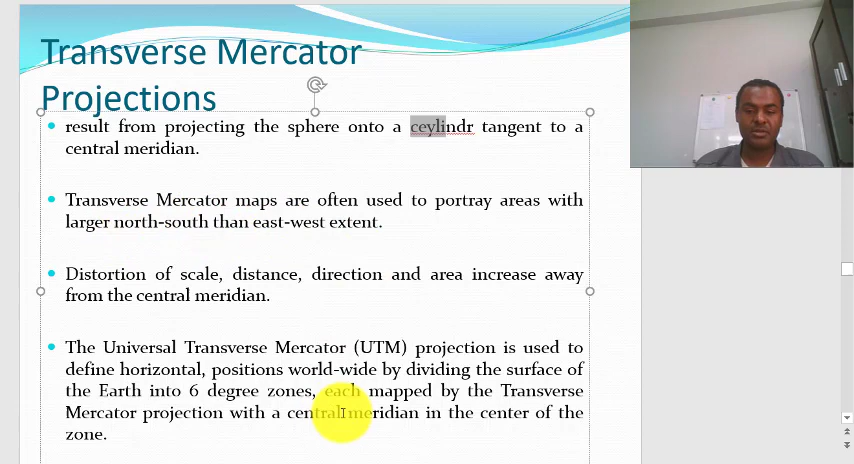 Transverse Mercator
Projections
• result from projecting the sphere onto a ceylindr tangent to a
central meridian.
• Transverse Mercator maps are often used to portray areas with
larger north-south than east-west extent.
• Distortion of scale, distance, direction and area increase away
from the central meridian.
• The Universal Transverse Mercator (UTM) projection is used to
define horizontal, positions world-wide by dividing the surface of
the Earth into 6 degree zones, each mapped by the Transverse
Mercator projection with a central meridian in the center of the
zone.